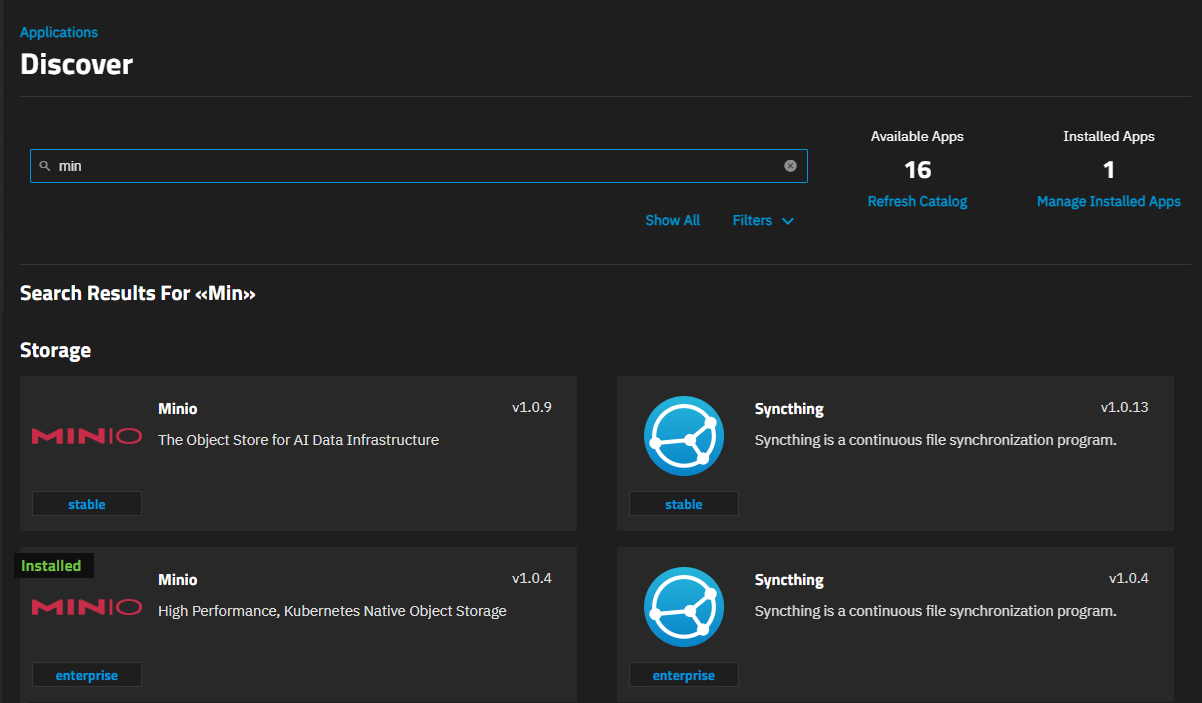 Applications
Discover
min
Available Apps
16
Refresh Catalog
Installed Apps
1
Manage Installed Apps
Show All
Filters
Search Results For «Min»
Storage
MINIO
Minio
v1.0.9
The Object Store for AI Data Infrastructure
stable
Syncthing
v1.0.13
Syncthing is a continuous file synchronization program.
stable
Installed
MINIO
Minio
v1.0.4
High Performance, Kubernetes Native Object Storage
enterprise
Syncthing
v1.0.4
Syncthing is a continuous file synchronization program.
enterprise